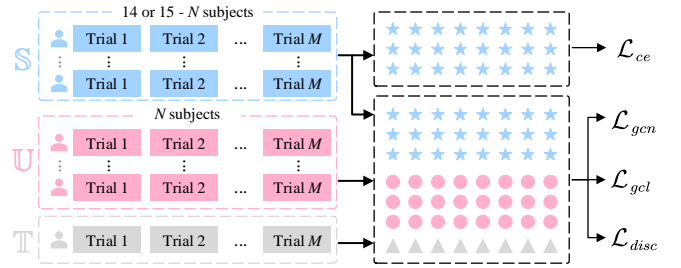 14 or 15 - N subjects
𝕊
Trial 1 Trial 2 ... Trial M
⋮ ⋮ ⋮ ⋮
Trial 1 Trial 2 ... Trial M
ℒce
N subjects
𝕌
Trial 1 Trial 2 ... Trial M
⋮ ⋮ ⋮ ⋮
Trial 1 Trial 2 ... Trial M
𝕋
Trial 1 Trial 2 ... Trial M
ℒgcn
ℒgcl
ℒdisc